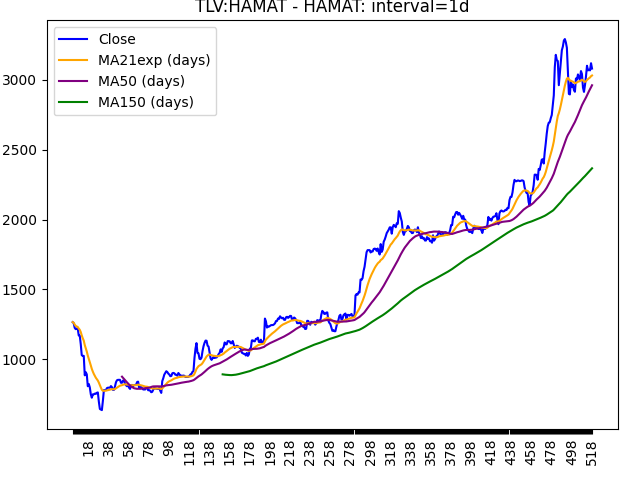 TLV:HAMAT - HAMAT: interval=1d
Close
MA21exp (days)
MA50 (days)
MA150 (days)
3000
2500
2000
1500
1000
18 38 58 78 98 118 138 158 178 198 218 238 258 278 298 318 338 358 378 398 418 438 458 478 498 518